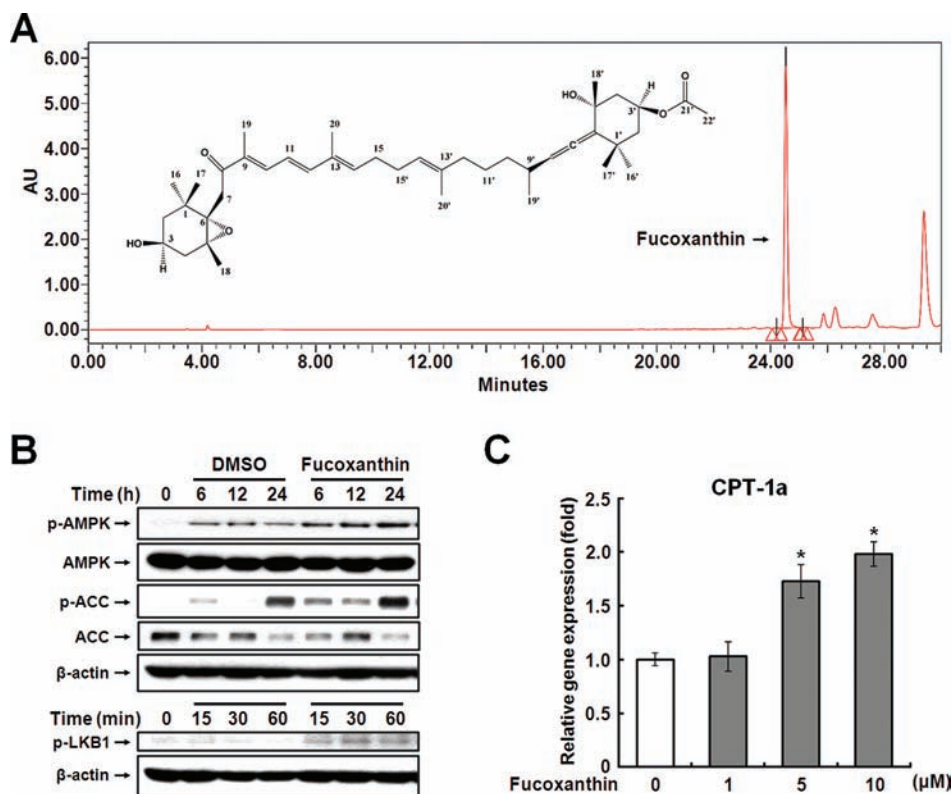 A
6.00
5.00
4.00
3.00
2.00
1.00
0.00
AU
0.00 4.00 8.00 12.00 16.00 20.00 24.00 28.00
Minutes
Fucoxanthin →
19
20
O
9
11
13
15
15'
13'
20'
11'
9'
19'
16
17
7
1
6
O
HO
3
H
18
18'
HO
H
3'
O
O
21'
22'
1'
17'
16'
B
DMSO Fucoxanthin
Time (h) 0 6 12 24 6 12 24
p-AMPK →
AMPK →
p-ACC →
ACC →
β-actin →
Time (min) 0 15 30 60 15 30 60
p-LKB1 →
β-actin →
C
CPT-1a
Relative gene expression (fold)
2.5
2.0
1.5
1.0
0.5
0
* *
Fucoxanthin 0 1 5 10 (μM)